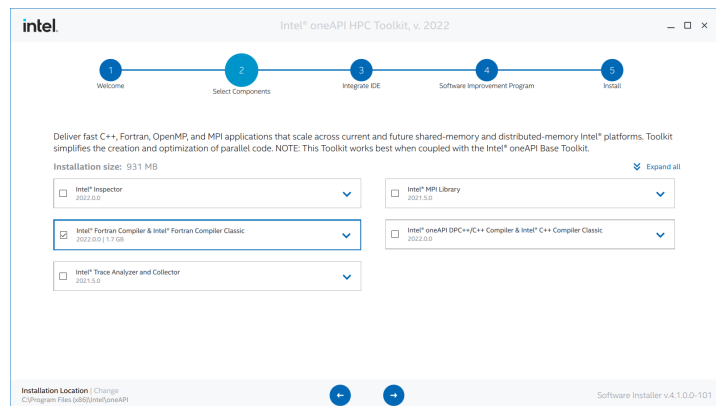 intel.
Intel® oneAPI HPC Toolkit, v. 2022
1
2
3
4
5
Welcome
Select Components
Integrate IDE
Software Improvement Program
Install
Deliver fast C++, Fortran, OpenMP, and MPI applications that scale across current and future shared-memory and distributed-memory Intel® platforms. Toolkit
simplifies the creation and optimization of parallel code. NOTE: This Toolkit works best when coupled with the Intel® oneAPI Base Toolkit.
Installation size: 931 MB
Expand all
Intel® Inspector
2022.0.0
Intel® MPI Library
2021.5.0
Intel® Fortran Compiler & Intel® Fortran Compiler Classic
2022.0.0 | 1.7 GB
Intel® oneAPI DPC++/C++ Compiler & Intel® C++ Compiler Classic
2022.0.0
Intel® Trace Analyzer and Collector
2021.5.0
Installation Location | Change
C:\Program Files (x86)\Intel\oneAPI
Software Installer v.4.1.0.0-101